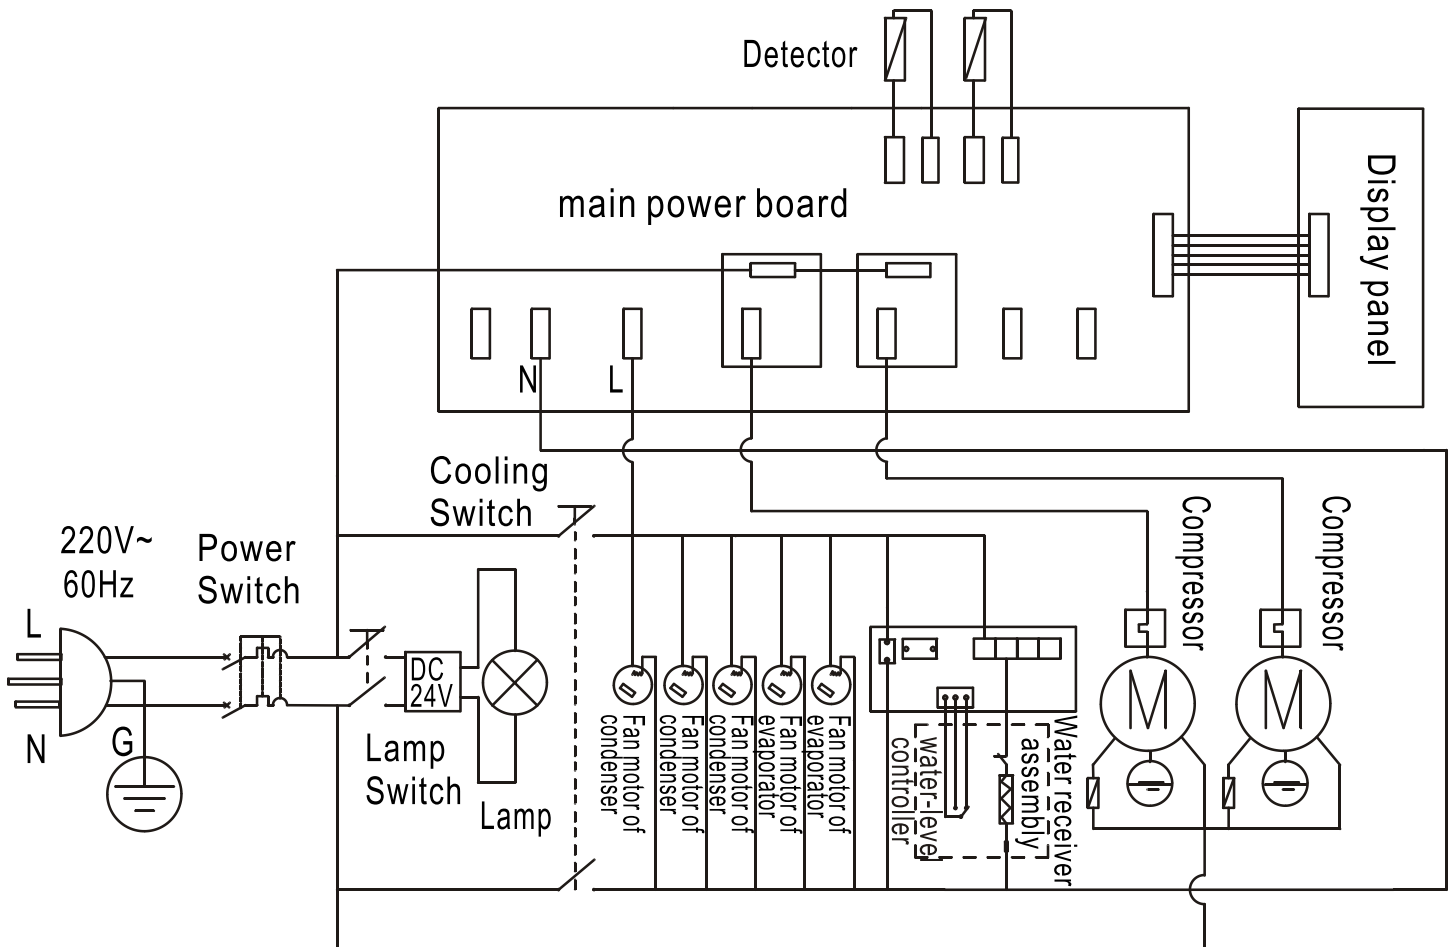 Detector
main power board
Display panel
N
L
Cooling
Switch
220V~
60Hz
Power
Switch
L
N
G
DC
24V
Lamp
Switch
Lamp
Fan motor of
condenser
Fan motor of
condenser
Fan motor of
condenser
Fan motor of
evaporator
Fan motor of
evaporator
water-level
controller
Water receiver
assembly
Compressor
Compressor
M
M